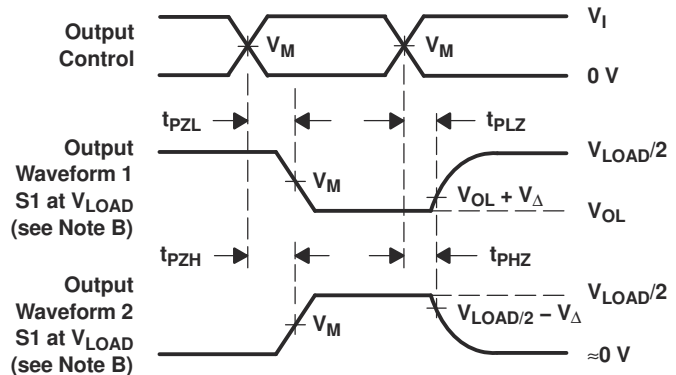 Output
Control
V_M
V_M
V_I
0 V
t_PZL
t_PLZ
Output
Waveform 1
S1 at V_LOAD
(see Note B)
V_M
V_OL + V_Δ
V_LOAD/2
V_OL
t_PZH
t_PHZ
Output
Waveform 2
S1 at V_LOAD
(see Note B)
V_M
V_LOAD/2 − V_Δ
V_LOAD/2
≈0 V